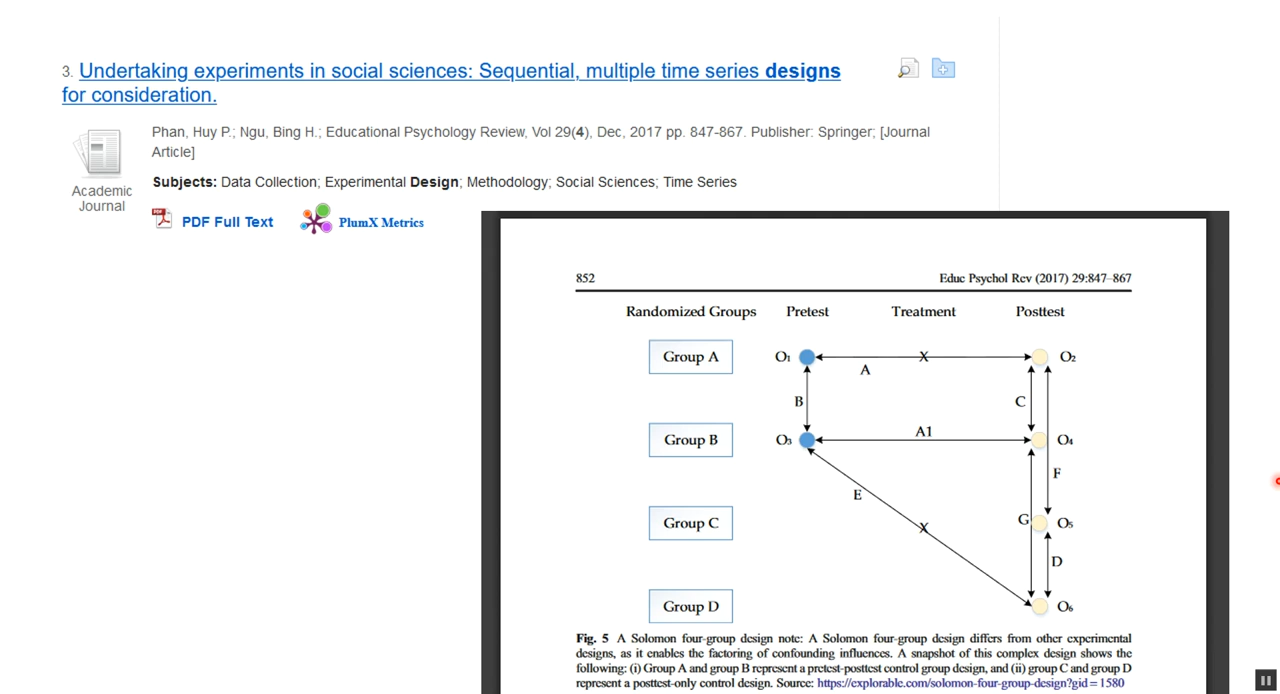 3. Undertaking experiments in social sciences: Sequential, multiple time series designs
for consideration.
Phan, Huy P.; Ngu, Bing H.; Educational Psychology Review, Vol 29(4), Dec, 2017 pp. 847-867. Publisher: Springer; [Journal
Article]
Academic
Journal
Subjects: Data Collection; Experimental Design; Methodology; Social Sciences; Time Series
PDF Full Text PlumX Metrics
852 Educ Psychol Rev (2017) 29:847–867
Randomized Groups Pretest Treatment Posttest
Group A O1 X O2
A
B C
Group B O3 A1 O4
F
E
Group C X G O5
D
Group D O6
Fig. 5 A Solomon four-group design note: A Solomon four-group design differs from other experimental
designs, as it enables the factoring of confounding influences. A snapshot of this complex design shows the
following: (i) Group A and group B represent a pretest-posttest control group design, and (ii) group C and group D
represent a posttest-only control design. Source: https://explorable.com/solomon-four-group-design?gid=1580